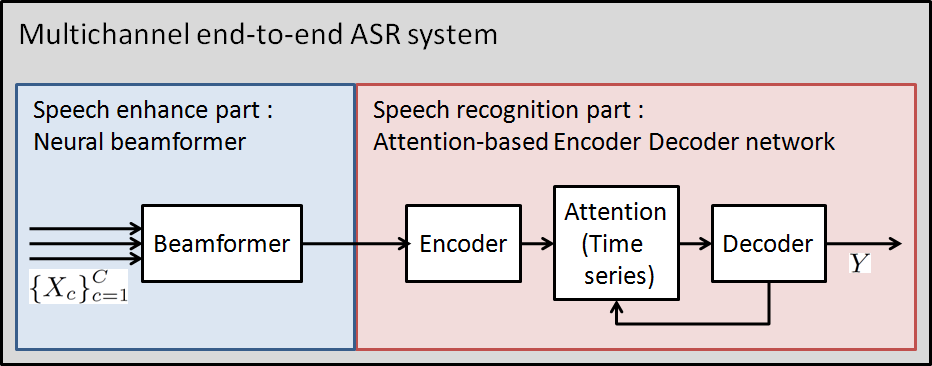 Multichannel end-to-end ASR system
Speech enhance part :
Neural beamformer
Speech recognition part :
Attention-based Encoder Decoder network
Beamformer
Encoder
Attention
(Time
series)
Decoder
{X_c}_{c=1}^{C}
Y